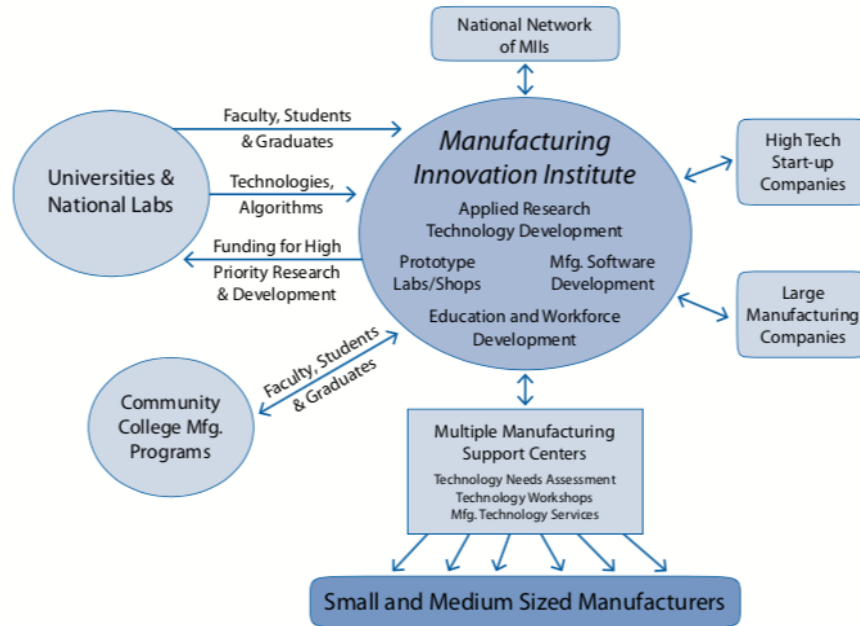 National Network
of MIIs
Faculty, Students
& Graduates
Manufacturing
Innovation Institute
High Tech
Start-up
Companies
Universities &
National Labs
Technologies,
Algorithms
Applied Research
Technology Development
Funding for High
Priority Research
& Development
Prototype
Labs/Shops
Mfg. Software
Development
Large
Manufacturing
Companies
Education and Workforce
Development
Faculty, Students
& Graduates
Community
College Mfg.
Programs
Multiple Manufacturing
Support Centers
Technology Needs Assessment
Technology Workshops
Mfg. Technology Services
Small and Medium Sized Manufacturers